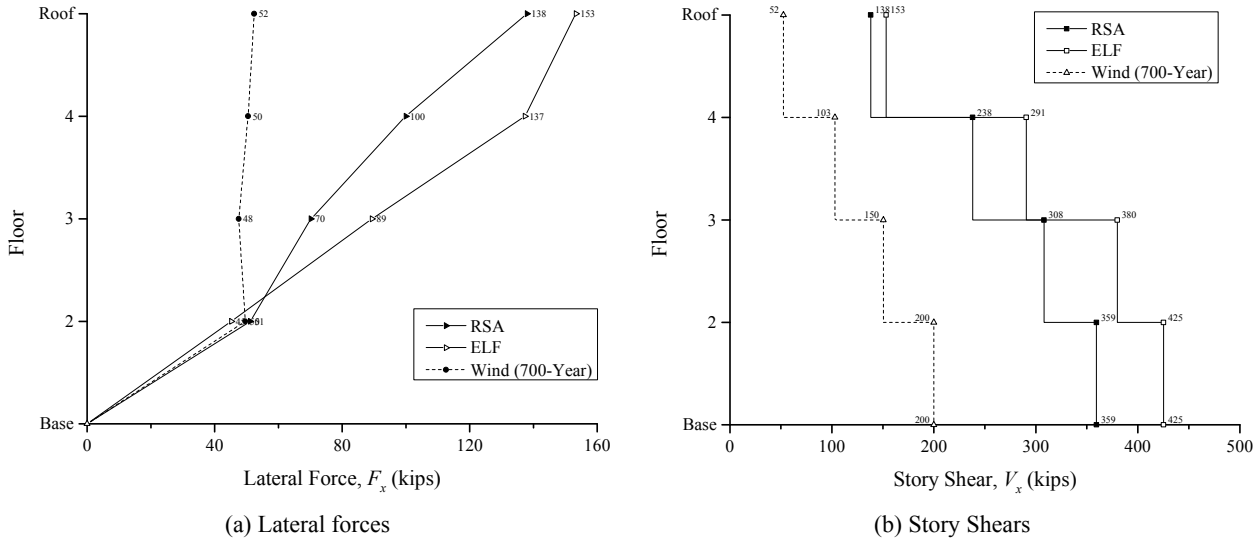 Roof
4
3
2
Base
Floor
52
138
153
50
100
137
48
70
89
RSA
ELF
Wind (700-Year)
0
40
80
120
160
Lateral Force, Fx (kips)
(a) Lateral forces
Roof
4
3
2
Base
Floor
52
138
153
103
238
291
150
308
380
200
359
425
200
359
425
RSA
ELF
Wind (700-Year)
0
100
200
300
400
500
Story Shear, Vx (kips)
(b) Story Shears